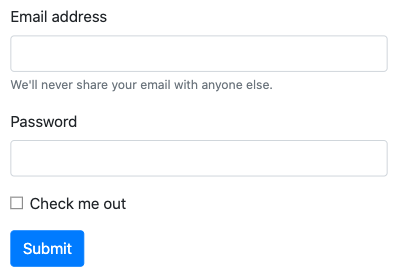 Email address
We'll never share your email with anyone else.
Password
Check me out
Submit